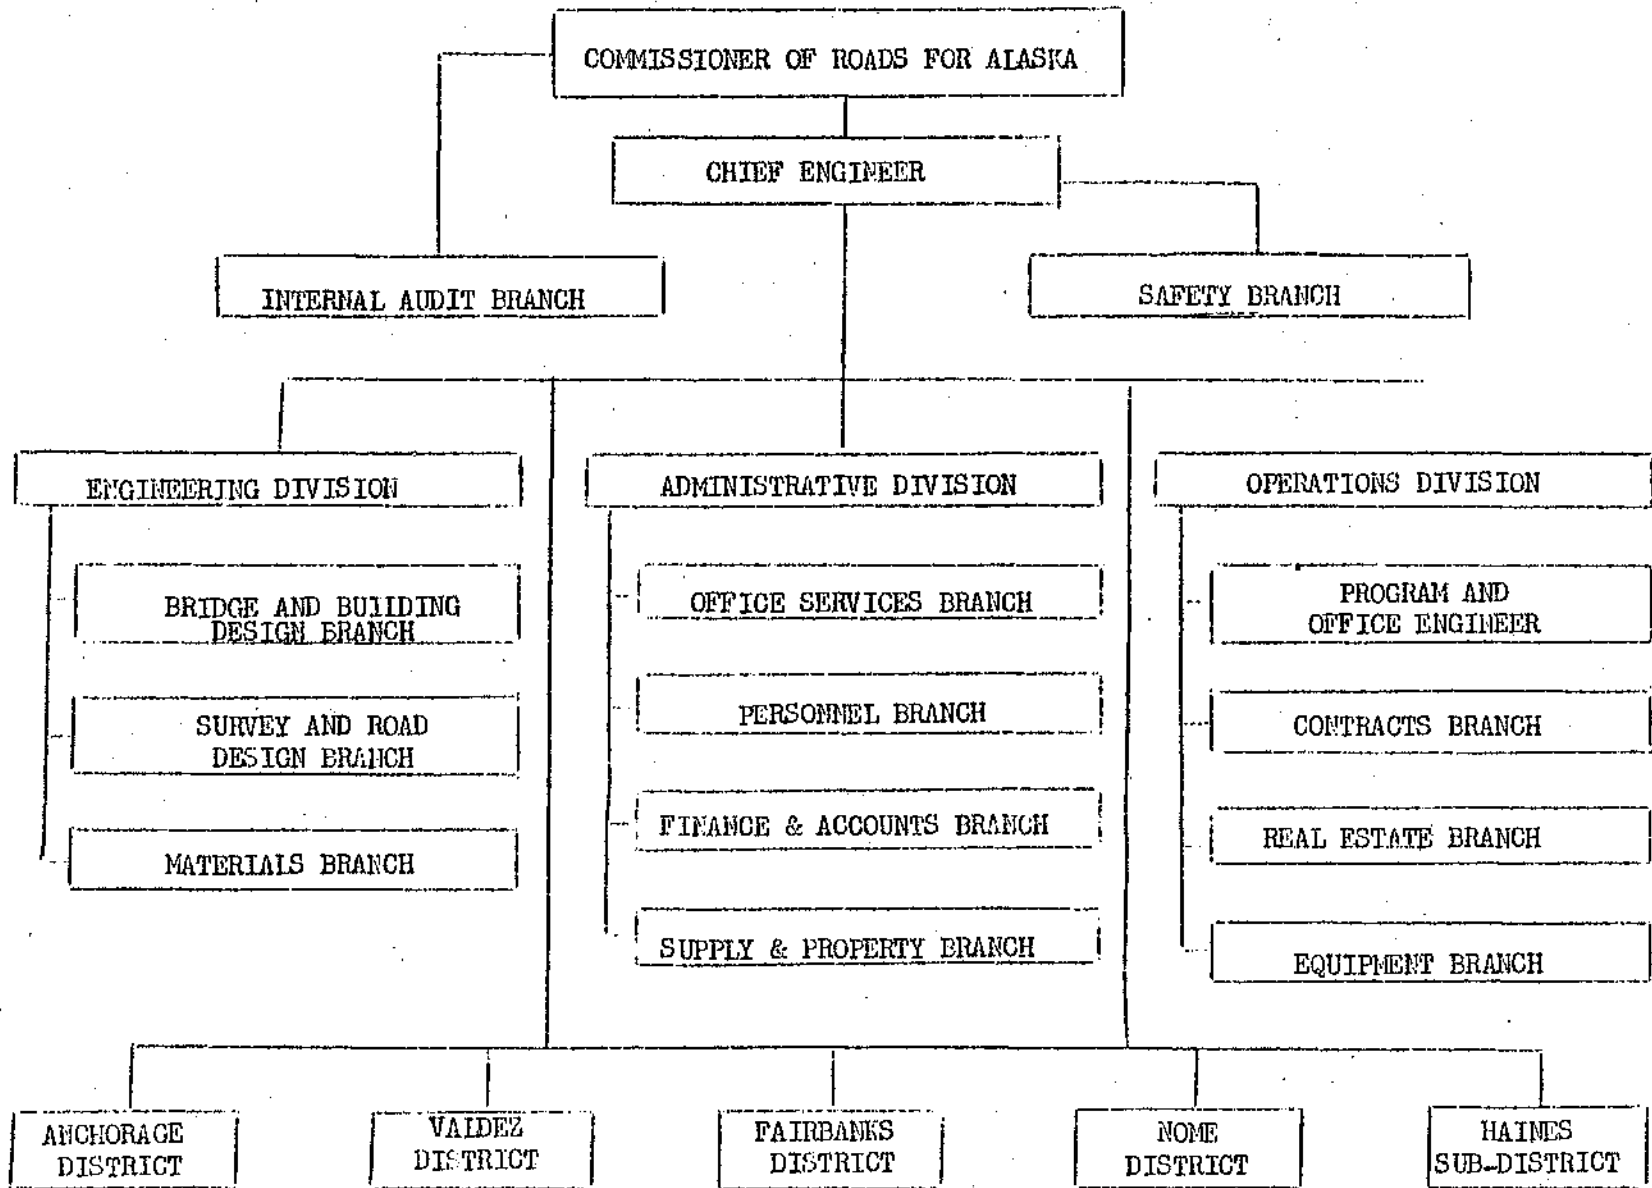 COMMISSIONER OF ROADS FOR ALASKA
CHIEF ENGINEER
INTERNAL AUDIT BRANCH
SAFETY BRANCH
ENGINEERING DIVISION
BRIDGE AND BUILDING
DESIGN BRANCH
SURVEY AND ROAD
DESIGN BRANCH
MATERIALS BRANCH
ADMINISTRATIVE DIVISION
OFFICE SERVICES BRANCH
PERSONNEL BRANCH
FINANCE & ACCOUNTS BRANCH
SUPPLY & PROPERTY BRANCH
OPERATIONS DIVISION
PROGRAM AND
OFFICE ENGINEER
CONTRACTS BRANCH
REAL ESTATE BRANCH
EQUIPMENT BRANCH
ANCHORAGE
DISTRICT
VALDEZ
DISTRICT
FAIRBANKS
DISTRICT
NOME
DISTRICT
HAINES
SUB-DISTRICT